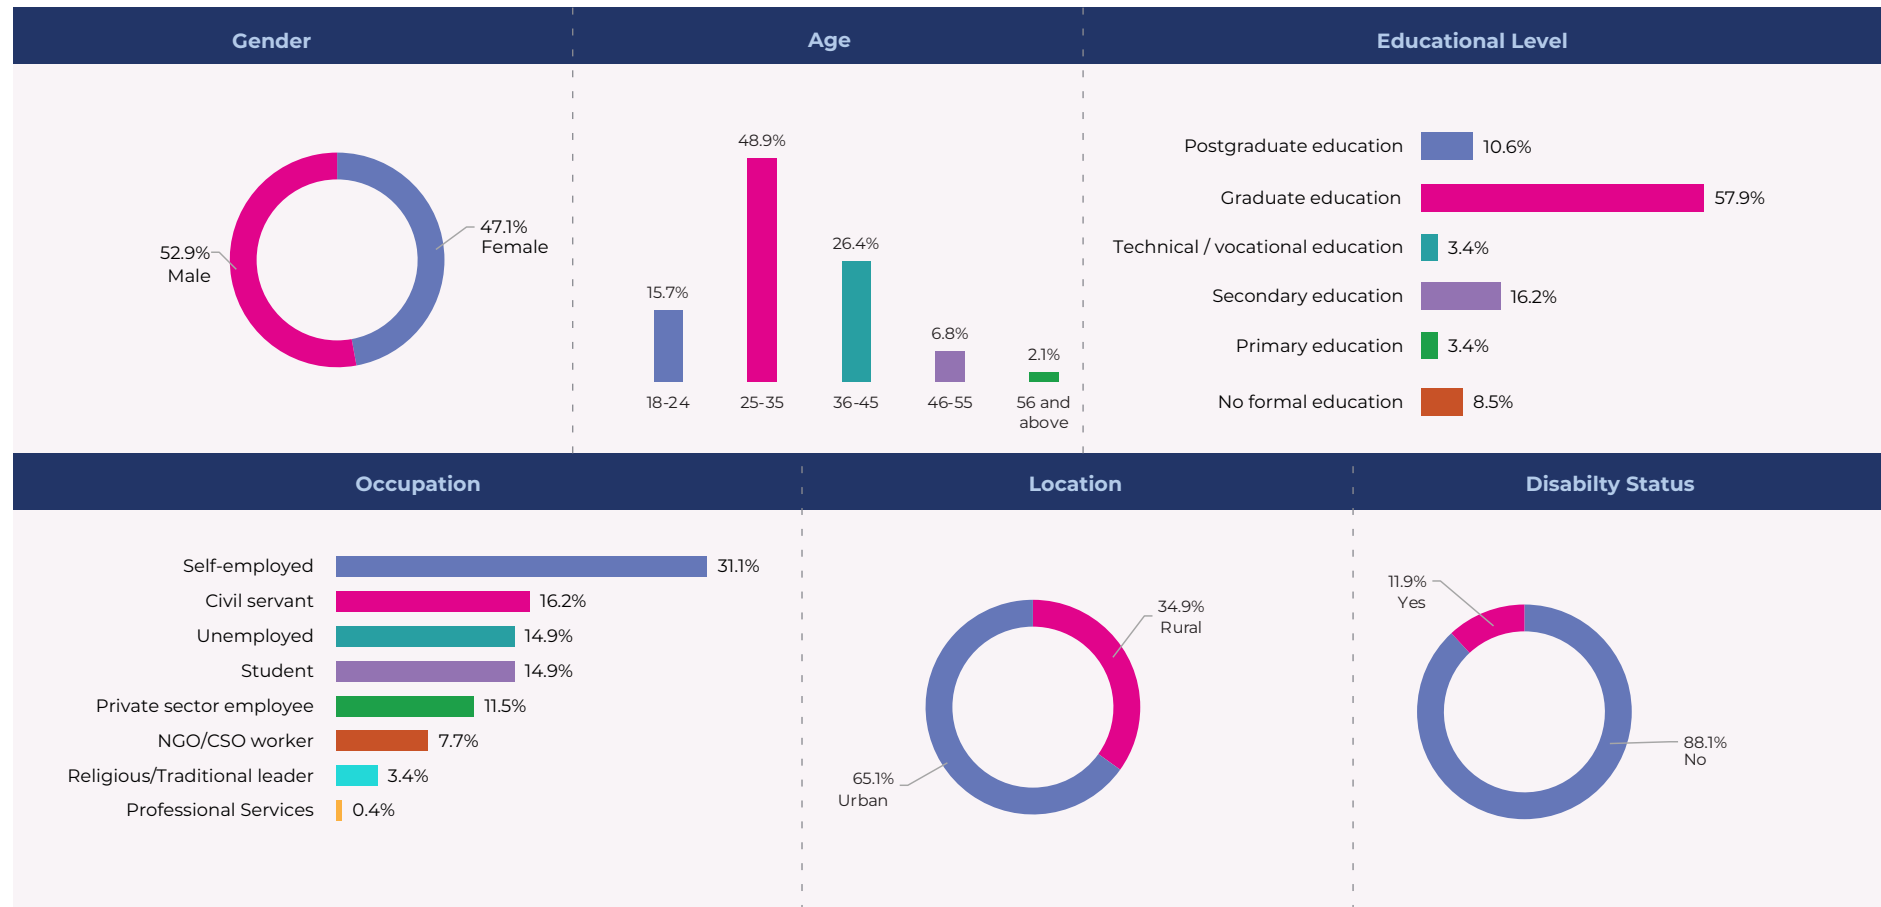 Gender
52.9%
Male
47.1%
Female
Age
15.7%
48.9%
26.4%
6.8%
2.1%
18-24
25-35
36-45
46-55
56 and
above
Educational Level
Postgraduate education 10.6%
Graduate education 57.9%
Technical / vocational education 3.4%
Secondary education 16.2%
Primary education 3.4%
No formal education 8.5%
Occupation
Self-employed 31.1%
Civil servant 16.2%
Unemployed 14.9%
Student 14.9%
Private sector employee 11.5%
NGO/CSO worker 7.7%
Religious/Traditional leader 3.4%
Professional Services 0.4%
Location
34.9%
Rural
65.1%
Urban
Disabilty Status
11.9%
Yes
88.1%
No